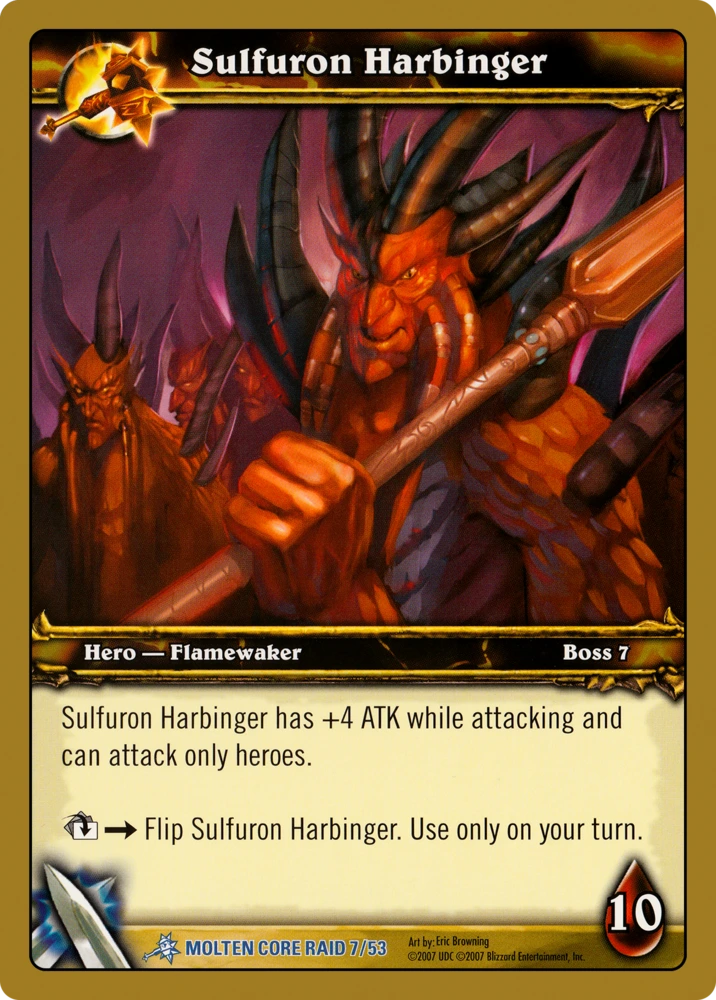 Sulfuron Harbinger
Hero — Flamewaker
Boss 7
Sulfuron Harbinger has +4 ATK while attacking and
can attack only heroes.
→ Flip Sulfuron Harbinger. Use only on your turn.
10
MOLTEN CORE RAID 7/53
Art by: Eric Browning
©2007 UDC ©2007 Blizzard Entertainment, Inc.